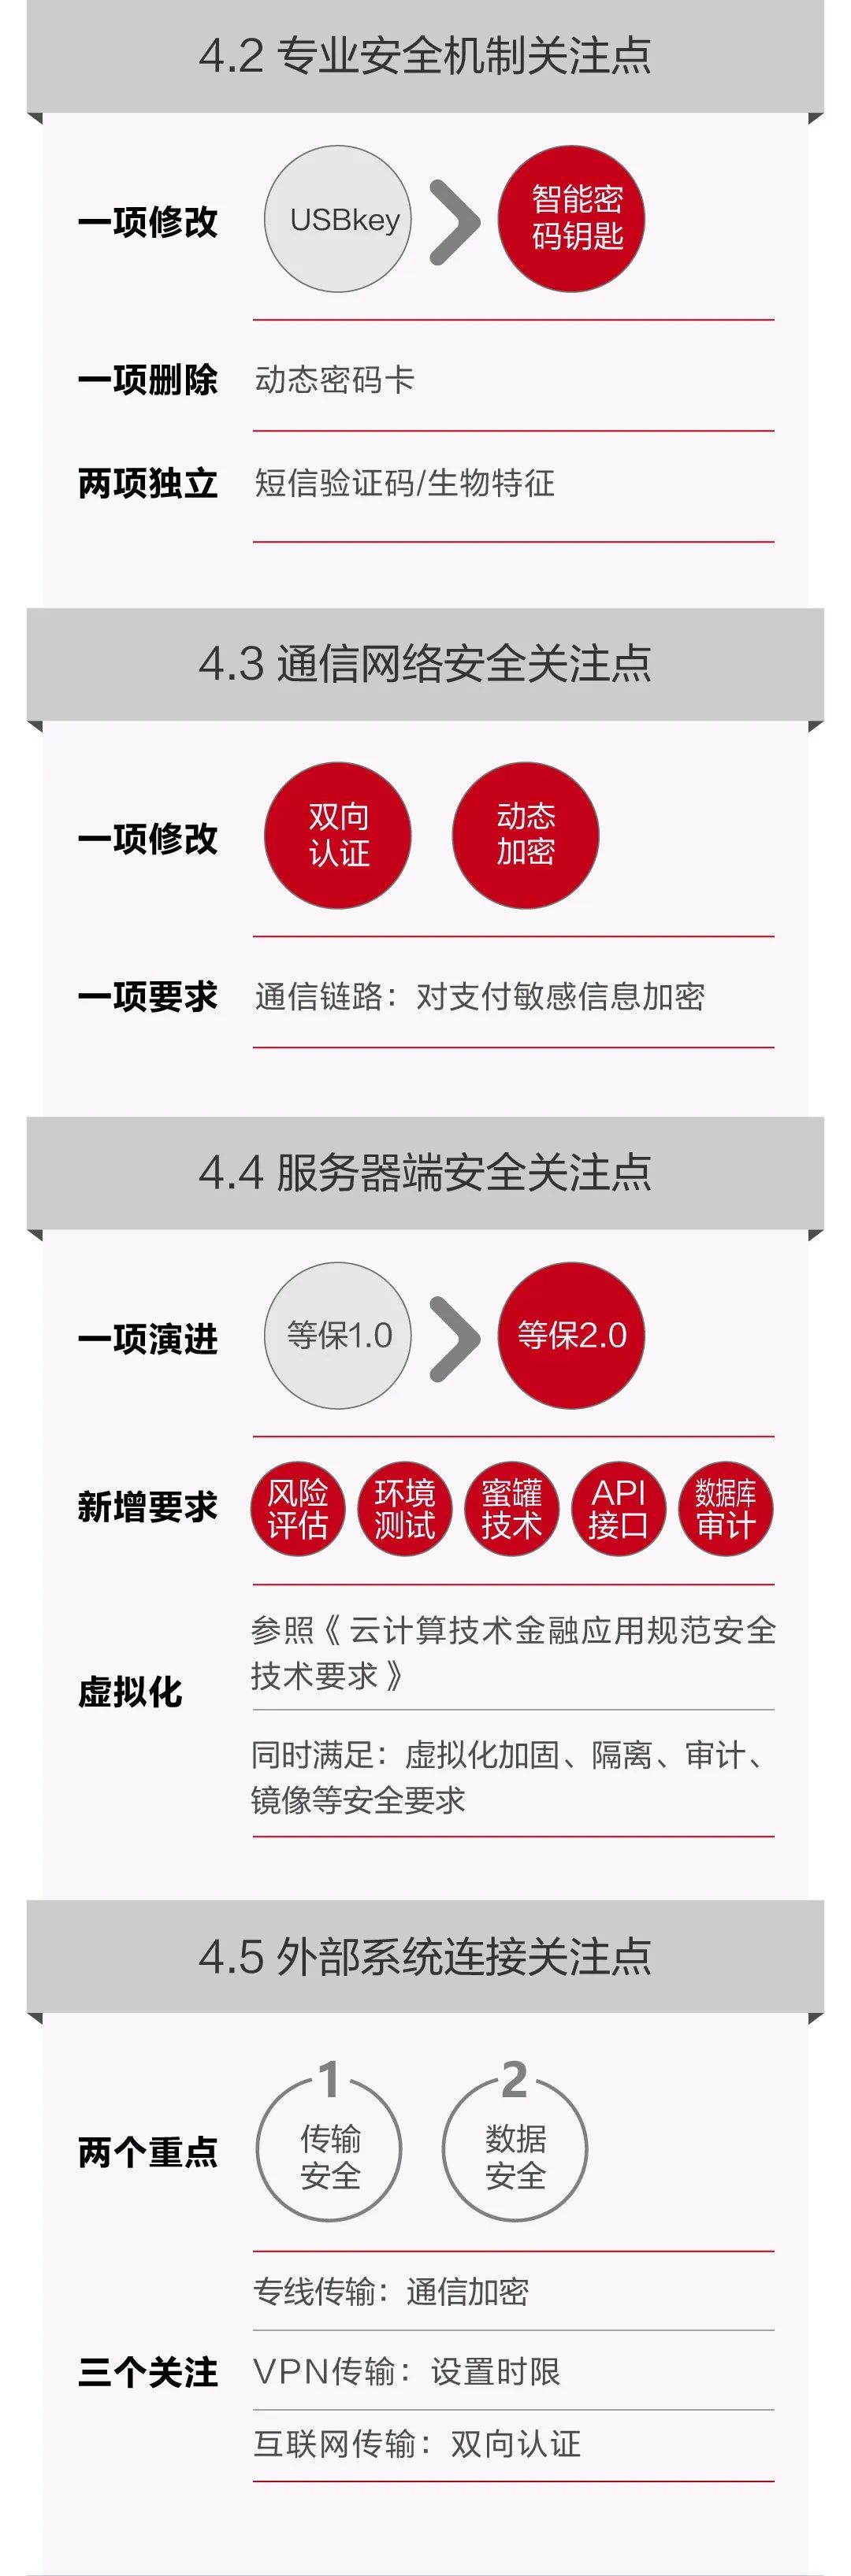 4.2 专业安全机制关注点
一项修改
USBkey
智能密
码钥匙
一项删除
动态密码卡
两项独立
短信验证码/生物特征
4.3 通信网络安全关注点
一项修改
双向
认证
动态
加密
一项要求
通信链路：对支付敏感信息加密
4.4 服务器端安全关注点
一项演进
等保1.0
等保2.0
新增要求
风险
评估
环境
测试
蜜罐
技术
API
接口
数据库
审计
虚拟化
参照《云计算技术金融应用规范安全
技术要求》
同时满足：虚拟化加固、隔离、审计、
镜像等安全要求
4.5 外部系统连接关注点
两个重点
1
传输
安全
2
数据
安全
三个关注
专线传输：通信加密
VPN传输：设置时限
互联网传输：双向认证